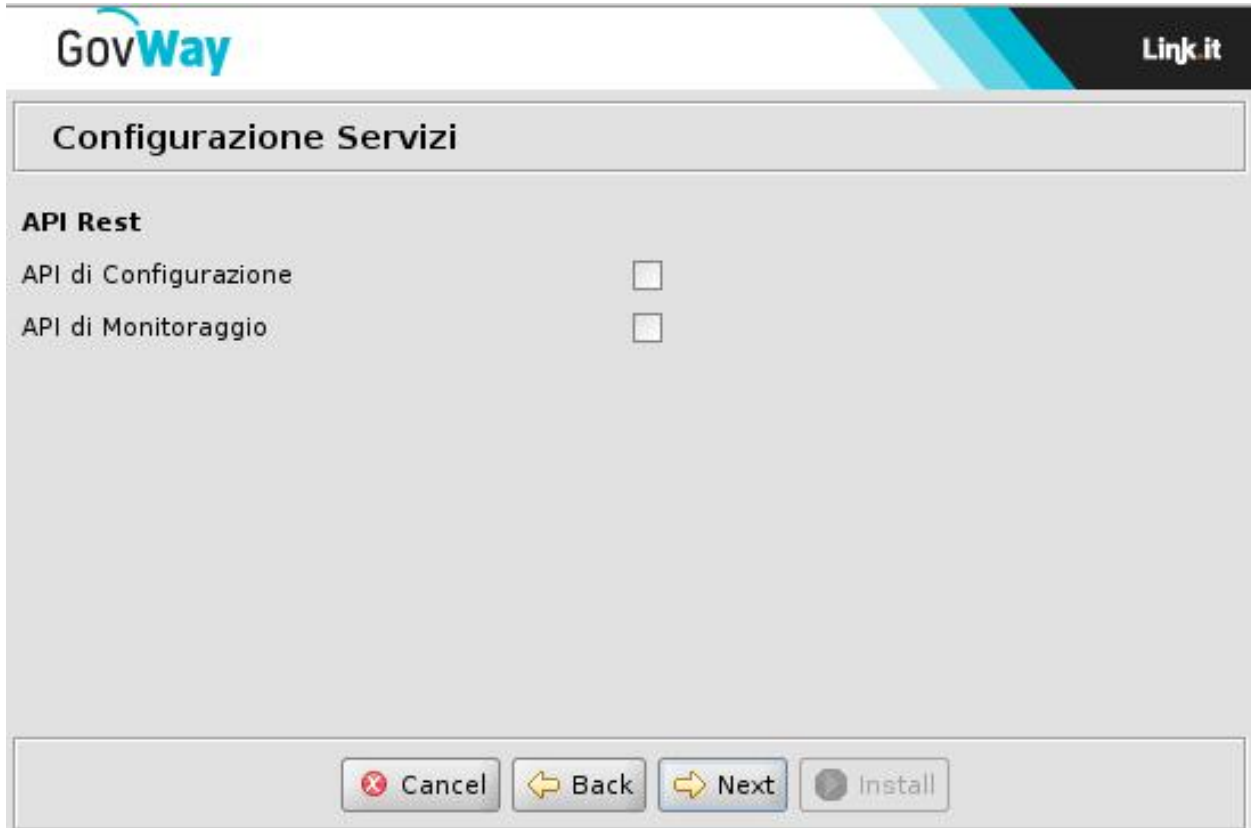 GovWay
Link.it
Configurazione Servizi
API Rest
API di Configurazione
API di Monitoraggio
Cancel
Back
Next
Install